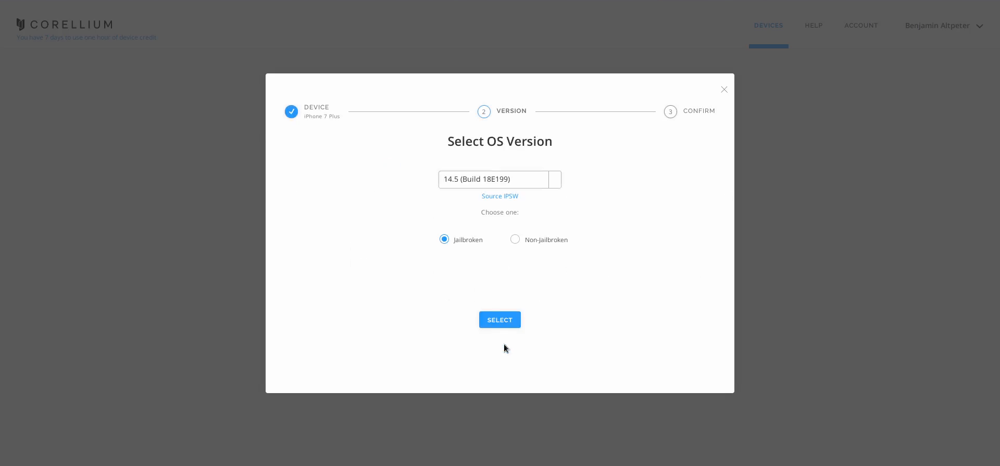 CORELLIUM
You have 7 days to use one hour of device credit.
DEVICES
HELP
ACCOUNT
Benjamin Altpeter
DEVICE
iPhone 7 Plus
2
VERSION
3
CONFIRM
Select OS Version
14.5 (Build 18E199)
Source IPSW
Choose one:
Jailbroken
Non-Jailbroken
SELECT